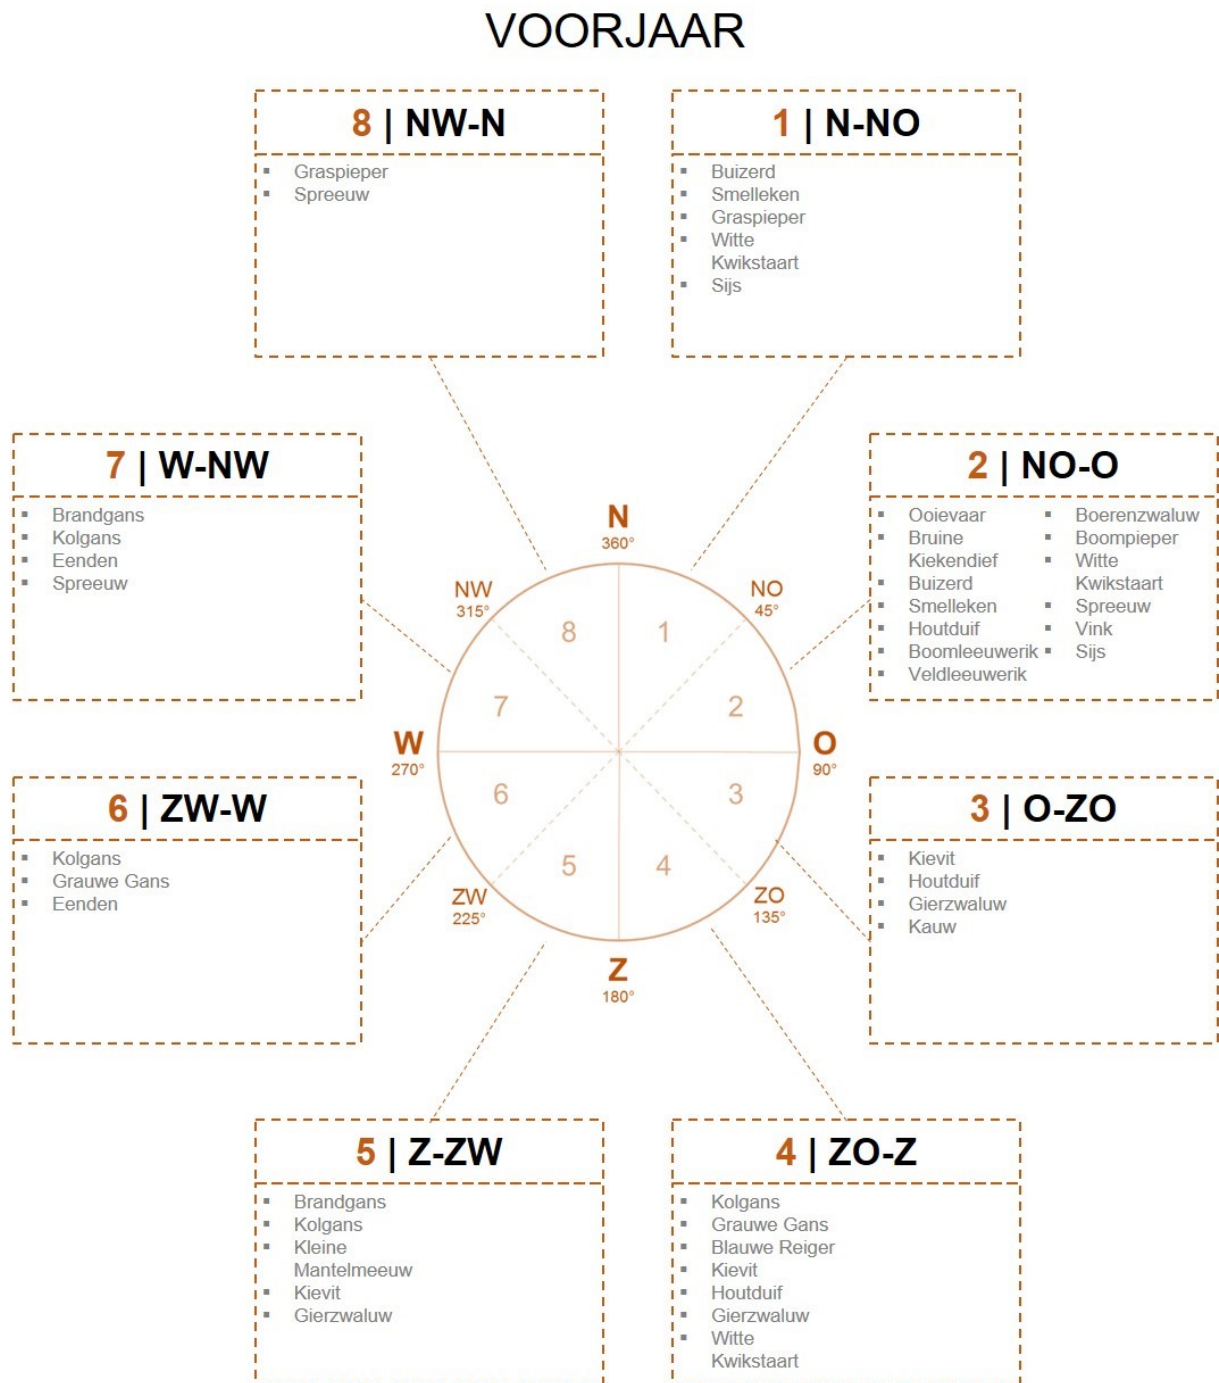 VOORJAAR
8 | NW-N
▪ Graspieper
▪ Spreeuw
1 | N-NO
▪ Buizerd
▪ Smelleken
▪ Graspieper
▪ Witte
Kwikstaart
▪ Sijs
7 | W-NW
▪ Brandgans
▪ Kolgans
▪ Eenden
▪ Spreeuw
2 | NO-O
▪ Ooievaar
▪ Bruine
Kiekendief
▪ Buizerd
▪ Smelleken
▪ Houtduif
▪ Boomleeuwerik
▪ Veldleeuwerik
▪ Boerenzwaluw
▪ Boompieper
▪ Witte
Kwikstaart
▪ Spreeuw
▪ Vink
▪ Sijs
N
360°
NW
315°
NO
45°
8
1
7
2
W
270°
O
90°
6
3
5
4
ZW
225°
ZO
135°
Z
180°
6 | ZW-W
▪ Kolgans
▪ Grauwe Gans
▪ Eenden
3 | O-ZO
▪ Kievit
▪ Houtduif
▪ Gierzwaluw
▪ Kauw
5 | Z-ZW
▪ Brandgans
▪ Kolgans
▪ Kleine
Mantelmeeuw
▪ Kievit
▪ Gierzwaluw
4 | ZO-Z
▪ Kolgans
▪ Grauwe Gans
▪ Blauwe Reiger
▪ Kievit
▪ Houtduif
▪ Gierzwaluw
▪ Witte
Kwikstaart